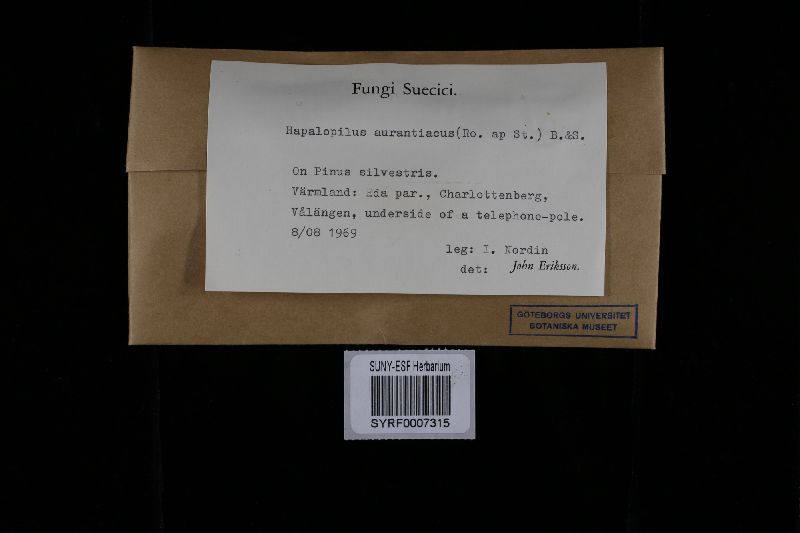 Fungi Suecici.
Hapalopilus aurantiacus(Ro. ap St.) B.&S.
On Pinus silvestris.
Värmland: Eda par., Charlottenberg,
Vålängen, underside of a telephone-pole.
8/08 1969
leg: I. Nordin
det: John Eriksson.
GÖTEBORGS UNIVERSITET
BOTANISKA MUSEET
SUNY-ESF Herbarium
SYRF0007315